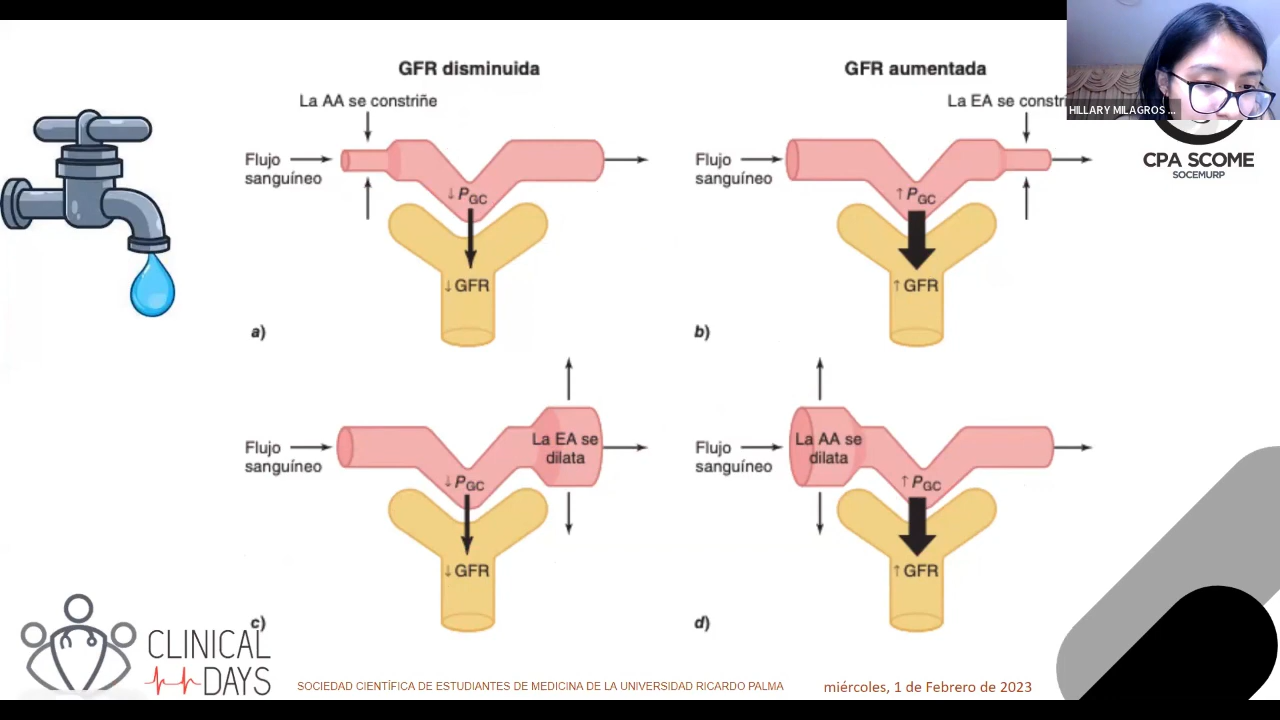 GFR disminuida
La AA se constriñe
Flujo
sanguíneo
↓ PGC
↓ GFR
a)
GFR aumentada
La EA se constr
Flujo
sanguíneo
↑ PGC
↑ GFR
b)
HILLARY MILAGROS ...
CPA SCOME
SOCEMURP
Flujo
sanguíneo
La EA se
dilata
↓ PGC
↓ GFR
c)
Flujo
sanguíneo
La AA se
dilata
↑ PGC
↑ GFR
d)
CLINICAL
DAYS
SOCIEDAD CIENTÍFICA DE ESTUDIANTES DE MEDICINA DE LA UNIVERSIDAD RICARDO PALMA
miércoles, 1 de Febrero de 2023